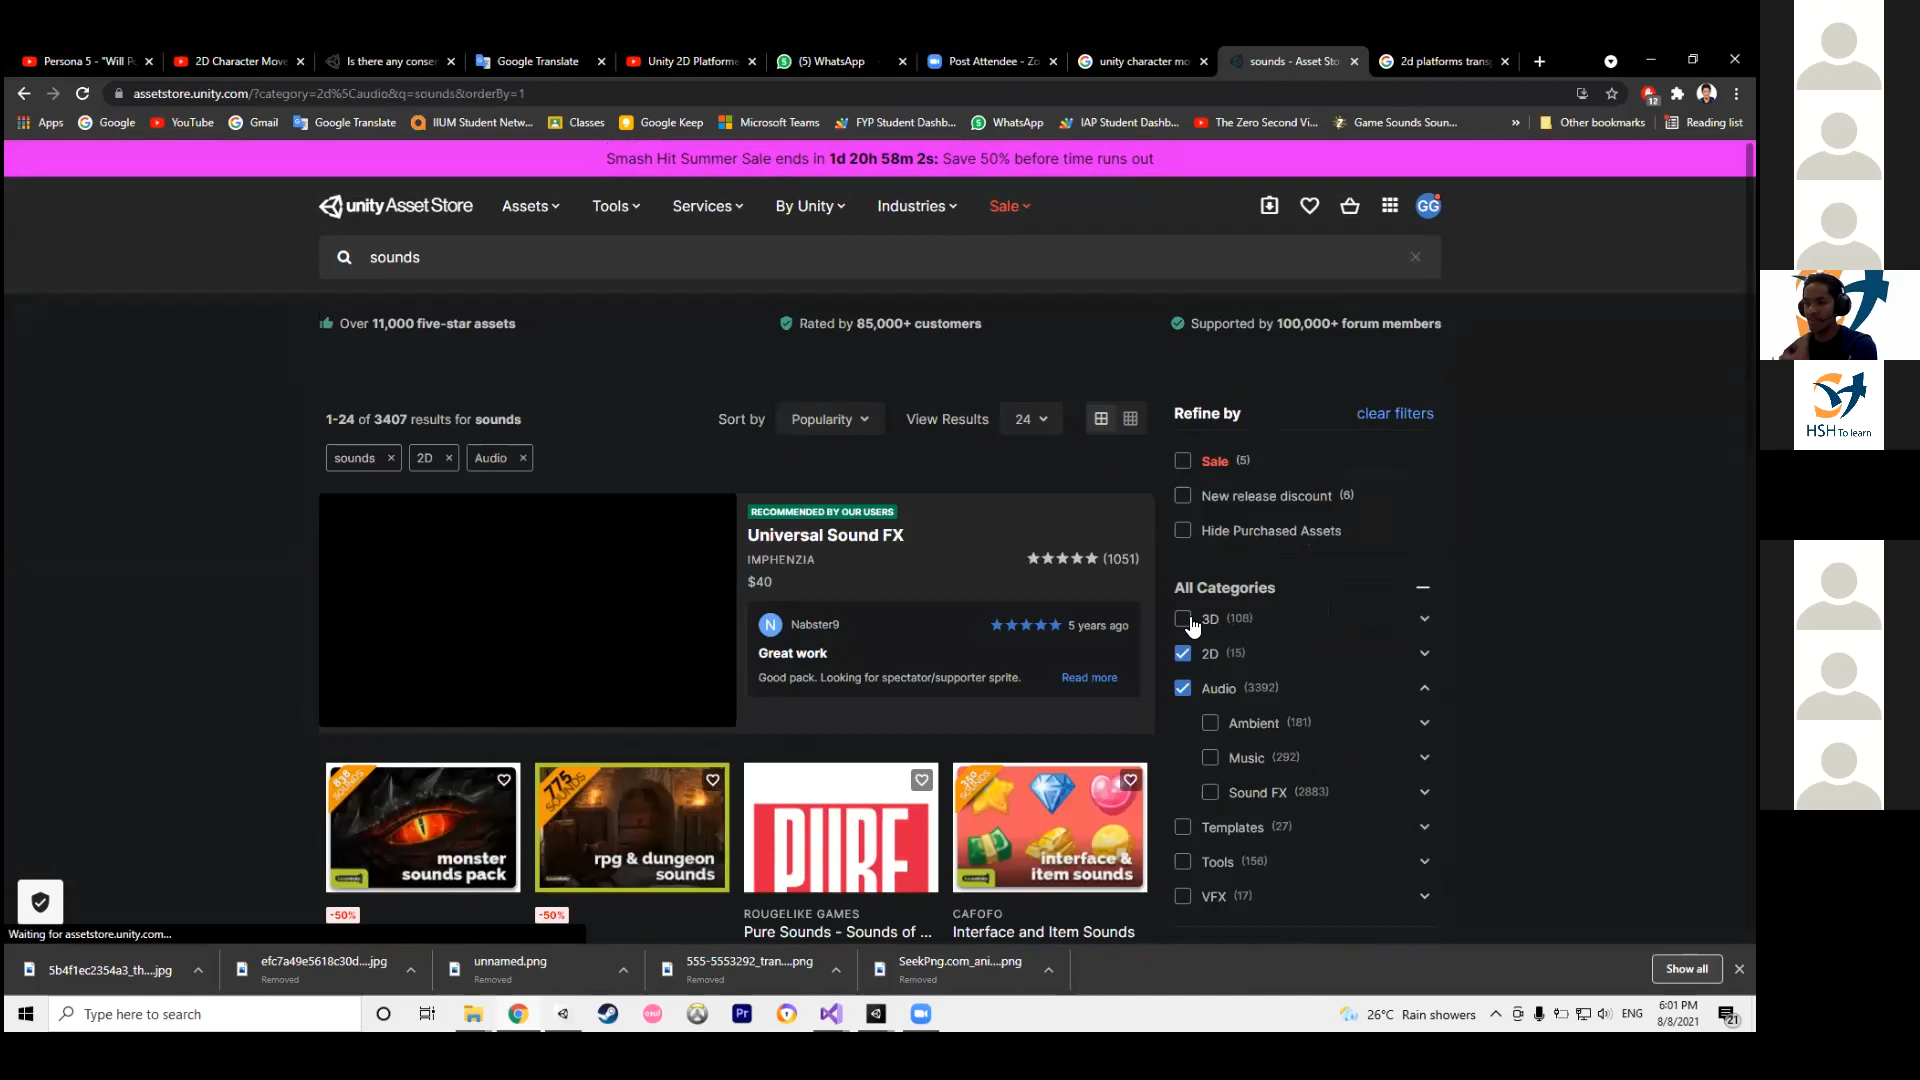 Persona 5 - "Will P
2D Character Move
Is there any conse
Google Translate
Unity 2D Platforme
(5) WhatsApp
Post Attendee - Zo
unity character mo
sounds - Asset Sto
2d platforms trans
assetstore.unity.com/?category=2d%5Caudio&q=sounds&orderBy=1
12
Apps
Google
YouTube
Gmail
Google Translate
IIUM Student Netw...
Classes
Google Keep
Microsoft Teams
FYP Student Dashb...
WhatsApp
IAP Student Dashb...
The Zero Second Vi...
Game Sounds Soun...
»
Other bookmarks
Reading list
Smash Hit Summer Sale ends in 1d 20h 58m 2s: Save 50% before time runs out
unity Asset Store
Assets
Tools
Services
By Unity
Industries
Sale
GG
sounds
Over 11,000 five-star assets
Rated by 85,000+ customers
Supported by 100,000+ forum members
1-24 of 3407 results for sounds
Sort by
Popularity
View Results
24
Refine by
clear filters
sounds ×
2D ×
Audio ×
Sale (5)
New release discount (6)
Hide Purchased Assets
RECOMMENDED BY OUR USERS
Universal Sound FX
IMPHENZIA
(1051)
$40
N
Nabster9
5 years ago
Great work
Good pack. Looking for spectator/supporter sprite.
Read more
All Categories
3D (108)
2D (15)
Audio (3392)
Ambient (181)
Music (292)
Sound FX (2883)
Templates (27)
Tools (156)
VFX (17)
SOUNDS
monster
sounds pack
775
SOUNDS
rpg & dungeon
sounds
PURE
SOUNDS
interface &
item sounds
-50%
-50%
ROUGELIKE GAMES
Pure Sounds - Sounds of ...
CAFOFO
Interface and Item Sounds
HSH To learn
Waiting for assetstore.unity.com...
5b4f1ec2354a3_th....jpg
efc7a49e5618c30d....jpg
Removed
unnamed.png
Removed
555-5553292_tran....png
Removed
SeekPng.com_ani....png
Removed
Show all
Type here to search
osu!
Pr
26°C Rain showers
ENG
6:01 PM
8/8/2021
21